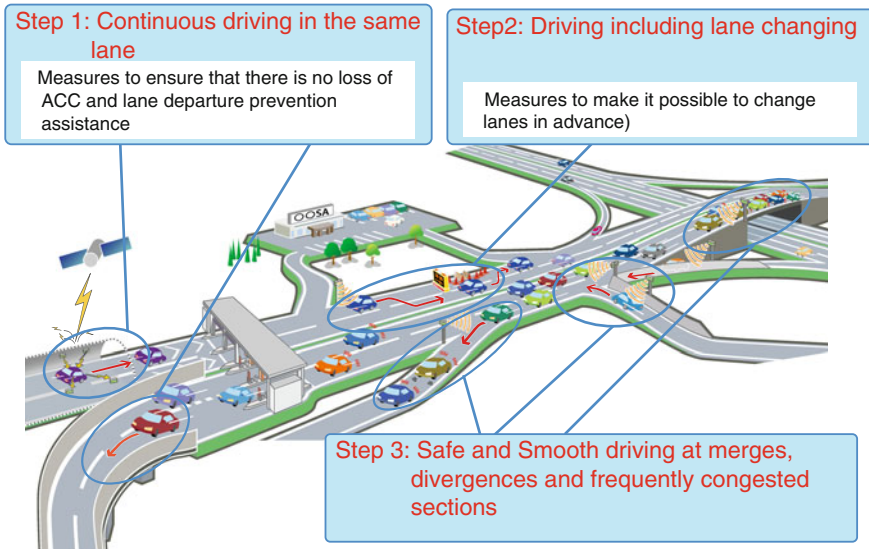 Step 1: Continuous driving in the same
lane
Measures to ensure that there is no loss of
ACC and lane departure prevention
assistance
Step2: Driving including lane changing
Measures to make it possible to change
lanes in advance)
OOSA
Step 3: Safe and Smooth driving at merges,
divergences and frequently congested
sections